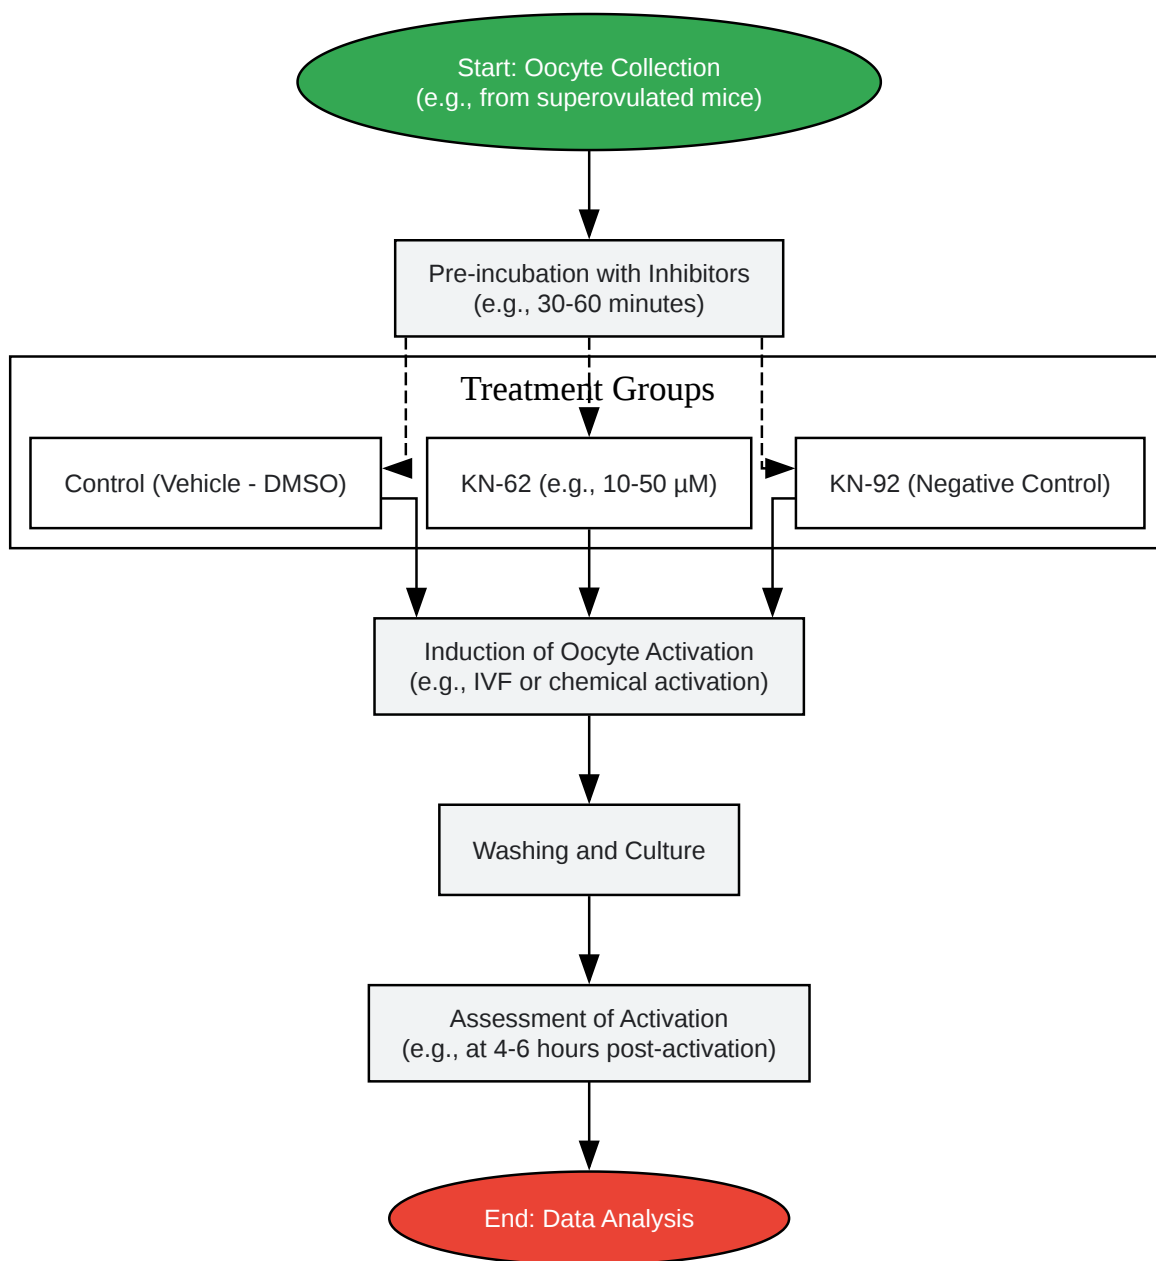 Start: Oocyte Collection
(e.g., from superovulated mice)
Pre-incubation with Inhibitors
(e.g., 30-60 minutes)
Treatment Groups
Control (Vehicle - DMSO)
KN-62 (e.g., 10-50 µM)
KN-92 (Negative Control)
Induction of Oocyte Activation
(e.g., IVF or chemical activation)
Washing and Culture
Assessment of Activation
(e.g., at 4-6 hours post-activation)
End: Data Analysis